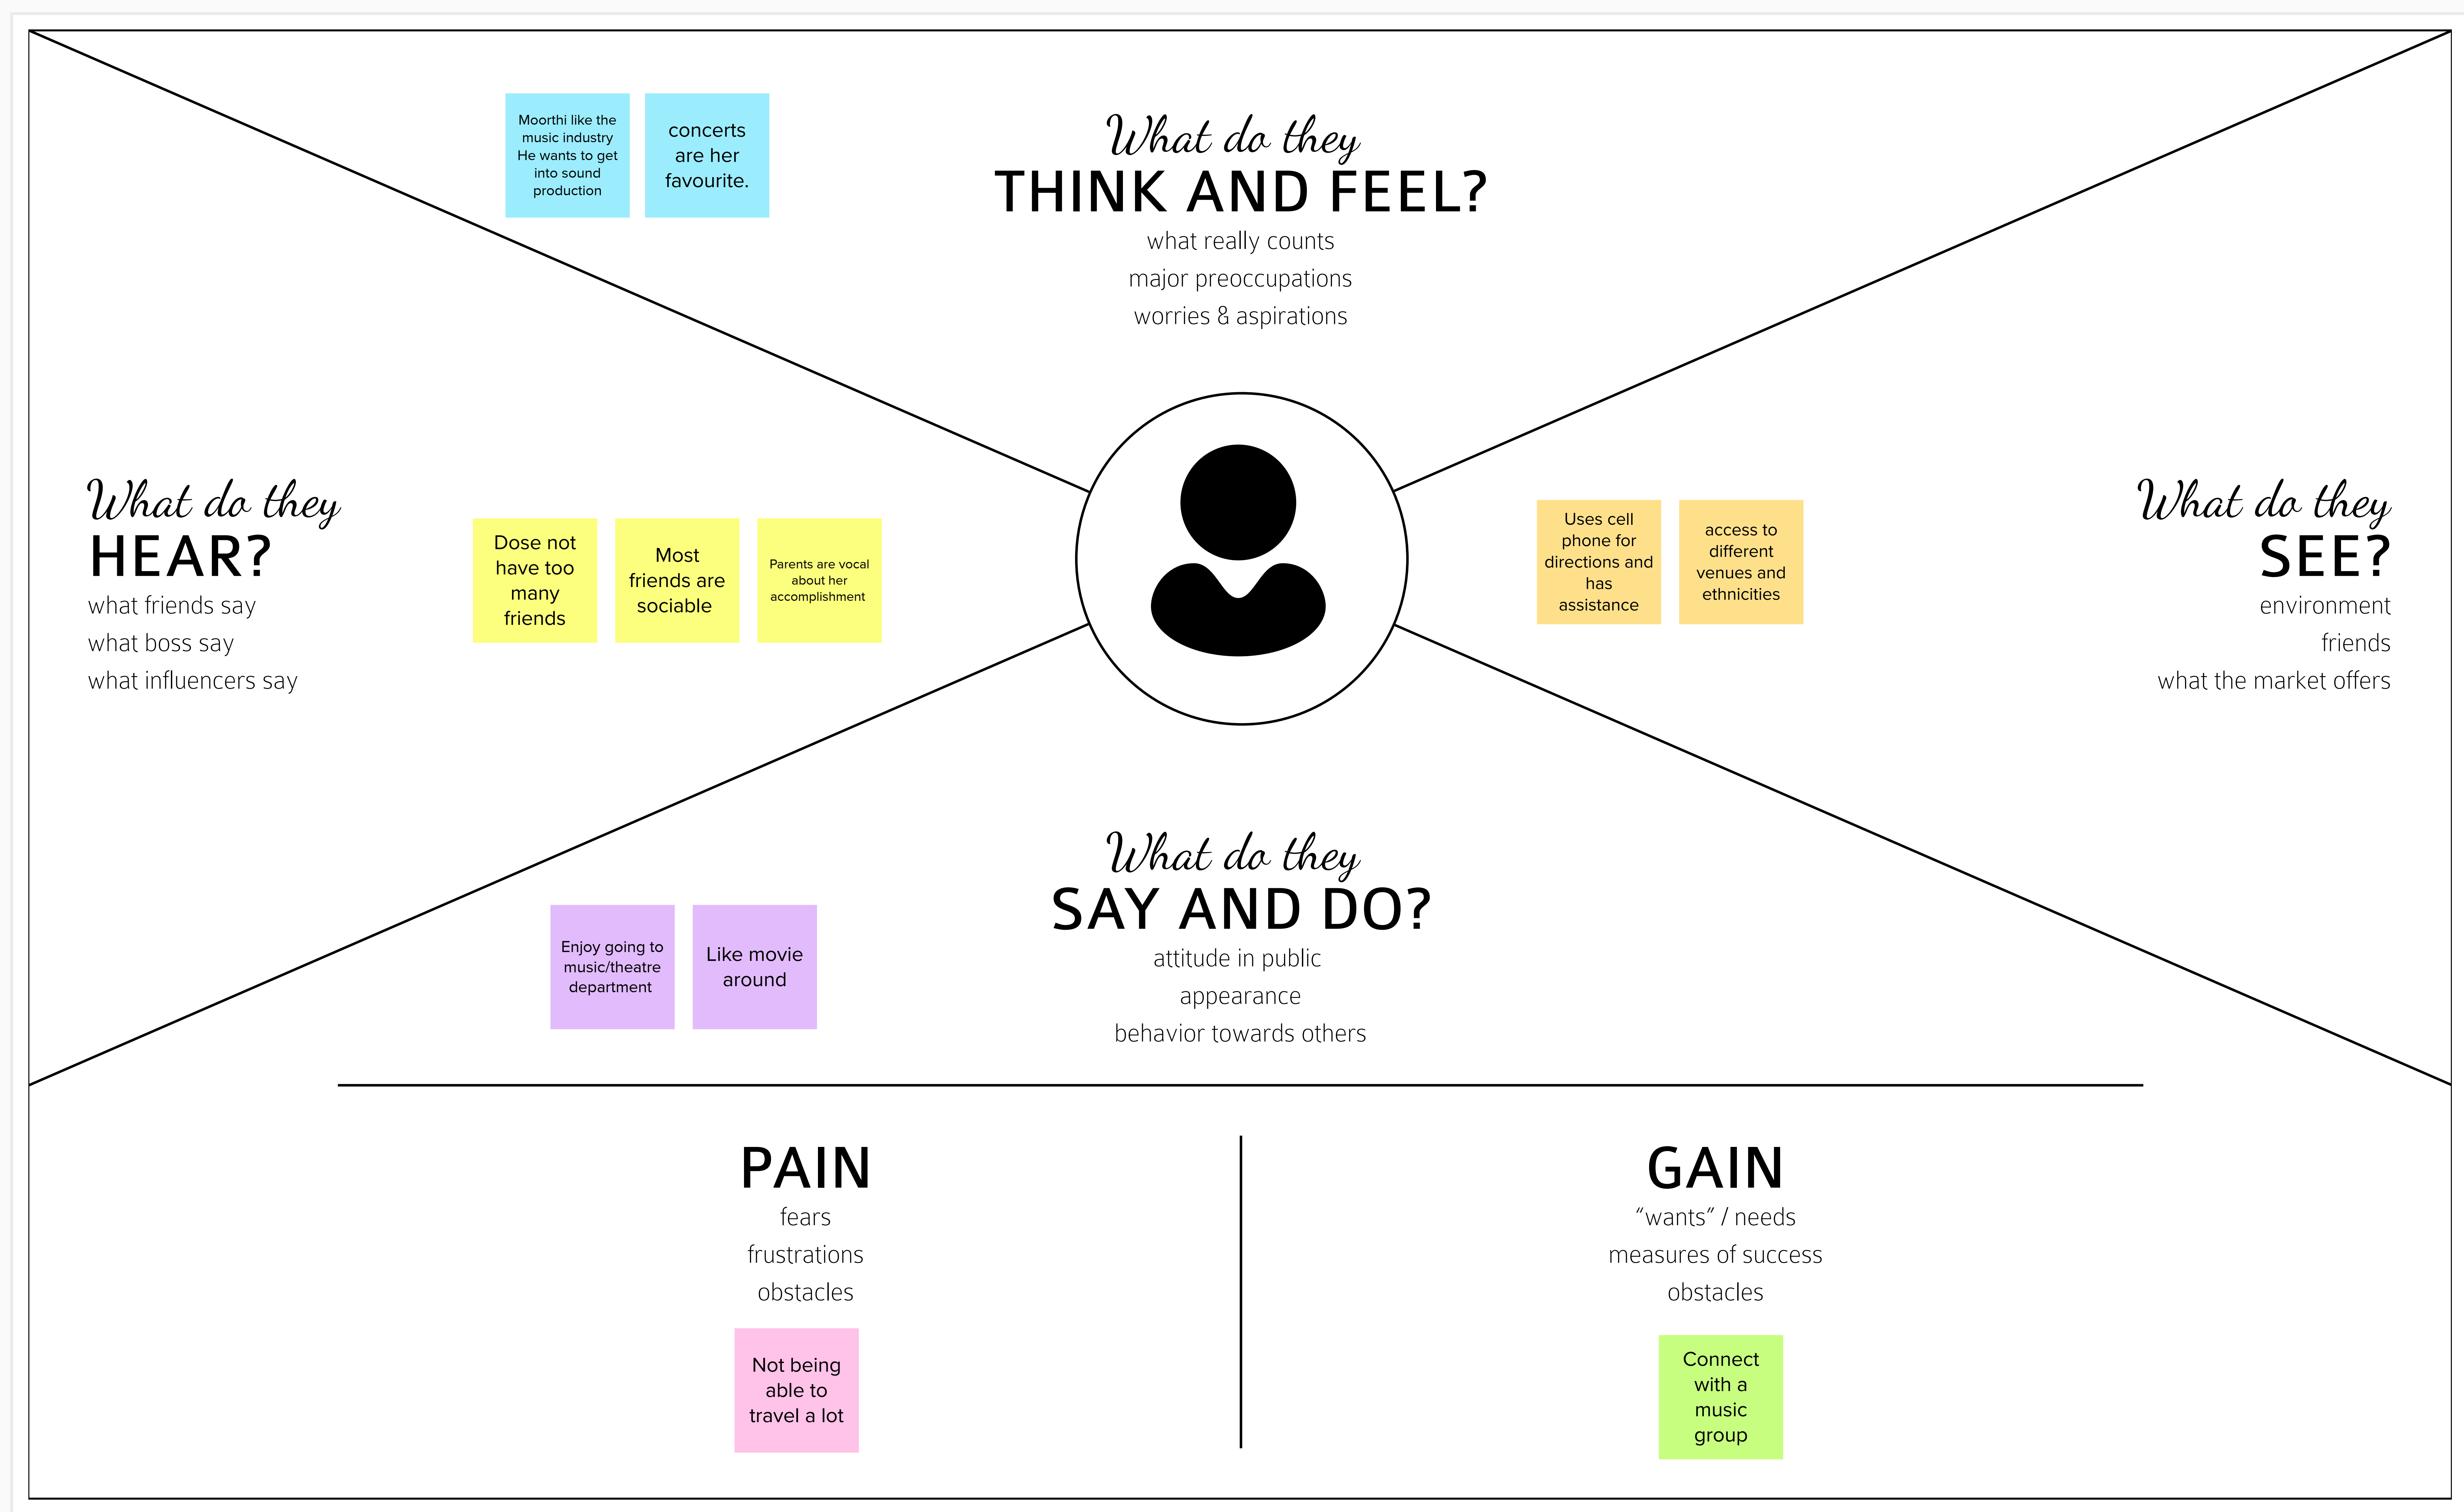 Moorthi like the
music industry
He wants to get
into sound
production
concerts
are her
favourite.
What do they
THINK AND FEEL?
what really counts
major preoccupations
worries & aspirations
What do they
HEAR?
what friends say
what boss say
what influencers say
Dose not
have too
many
friends
Most
friends are
sociable
Parents are vocal
about her
accomplishment
Uses cell
phone for
directions and
has
assistance
access to
different
venues and
ethnicities
What do they
SEE?
environment
friends
what the market offers
What do they
SAY AND DO?
attitude in public
appearance
behavior towards others
Enjoy going to
music/theatre
department
Like movie
around
PAIN
fears
frustrations
obstacles
Not being
able to
travel a lot
GAIN
“wants” / needs
measures of success
obstacles
Connect
with a
music
group